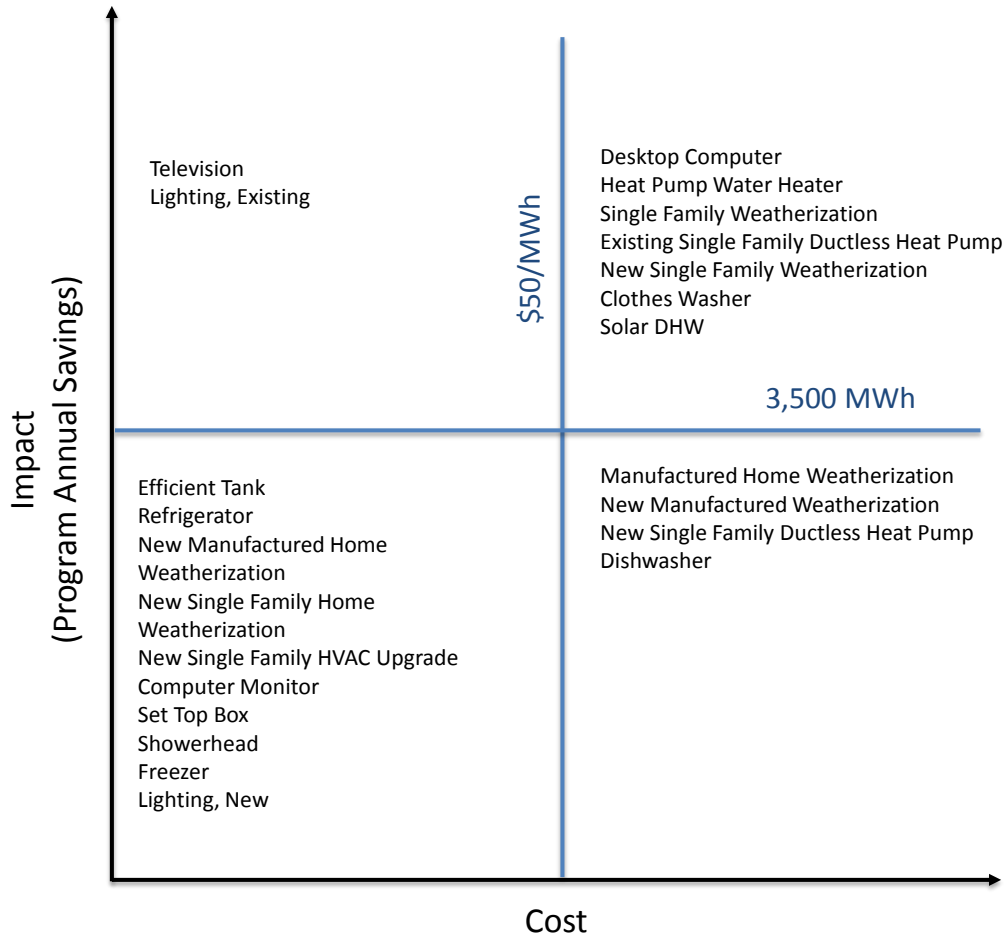 Impact
(Program Annual Savings)
Television
Lighting, Existing
$50/MWh
Desktop Computer
Heat Pump Water Heater
Single Family Weatherization
Existing Single Family Ductless Heat Pump
New Single Family Weatherization
Clothes Washer
Solar DHW
3,500 MWh
Efficient Tank
Refrigerator
New Manufactured Home
Weatherization
New Single Family Home
Weatherization
New Single Family HVAC Upgrade
Computer Monitor
Set Top Box
Showerhead
Freezer
Lighting, New
Manufactured Home Weatherization
New Manufactured Weatherization
New Single Family Ductless Heat Pump
Dishwasher
Cost